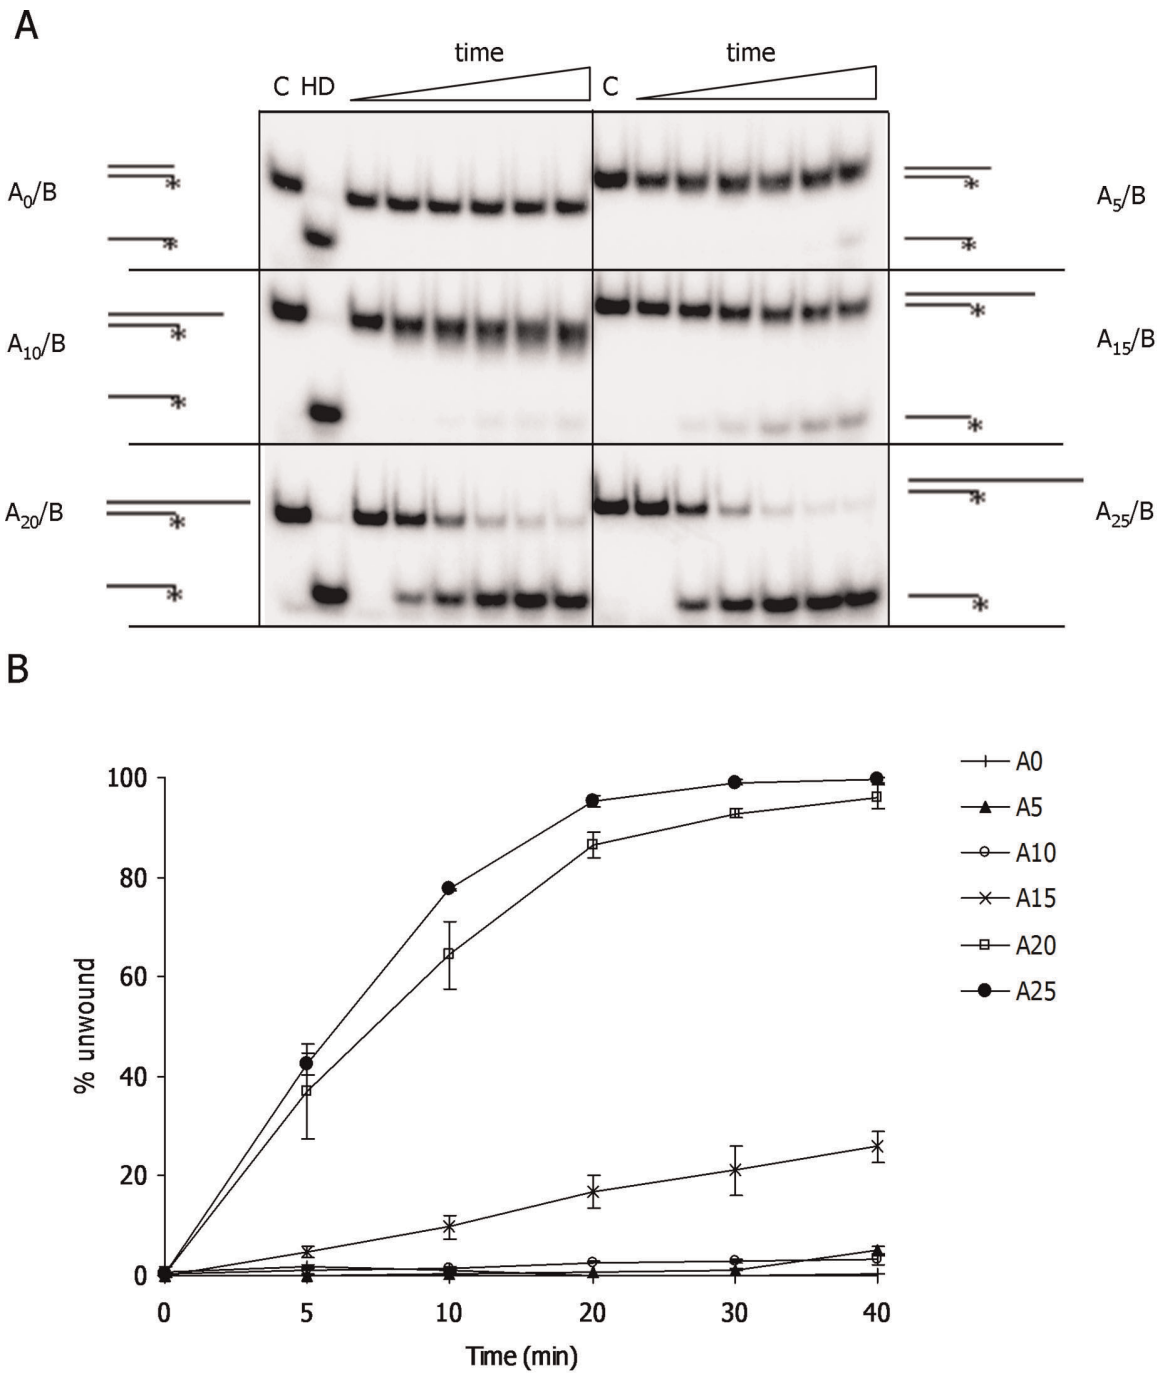 A
time time
C HD C
A0/B A5/B
* *
* *
A10/B A15/B
* *
* *
A20/B A25/B
* *
* *
B
100
80
60
40
20
0
% unwound
0 5 10 20 30 40
Time (min)
A0
A5
A10
A15
A20
A25